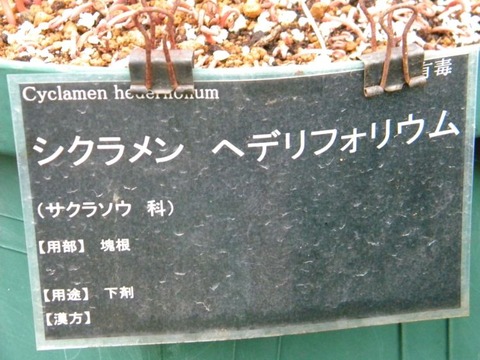 有毒
Cyclamen hederifolium
シクラメン ヘデリフォリウム
(サクラソウ 科)
【用部】 塊根
【用途】 下剤
【漢方】